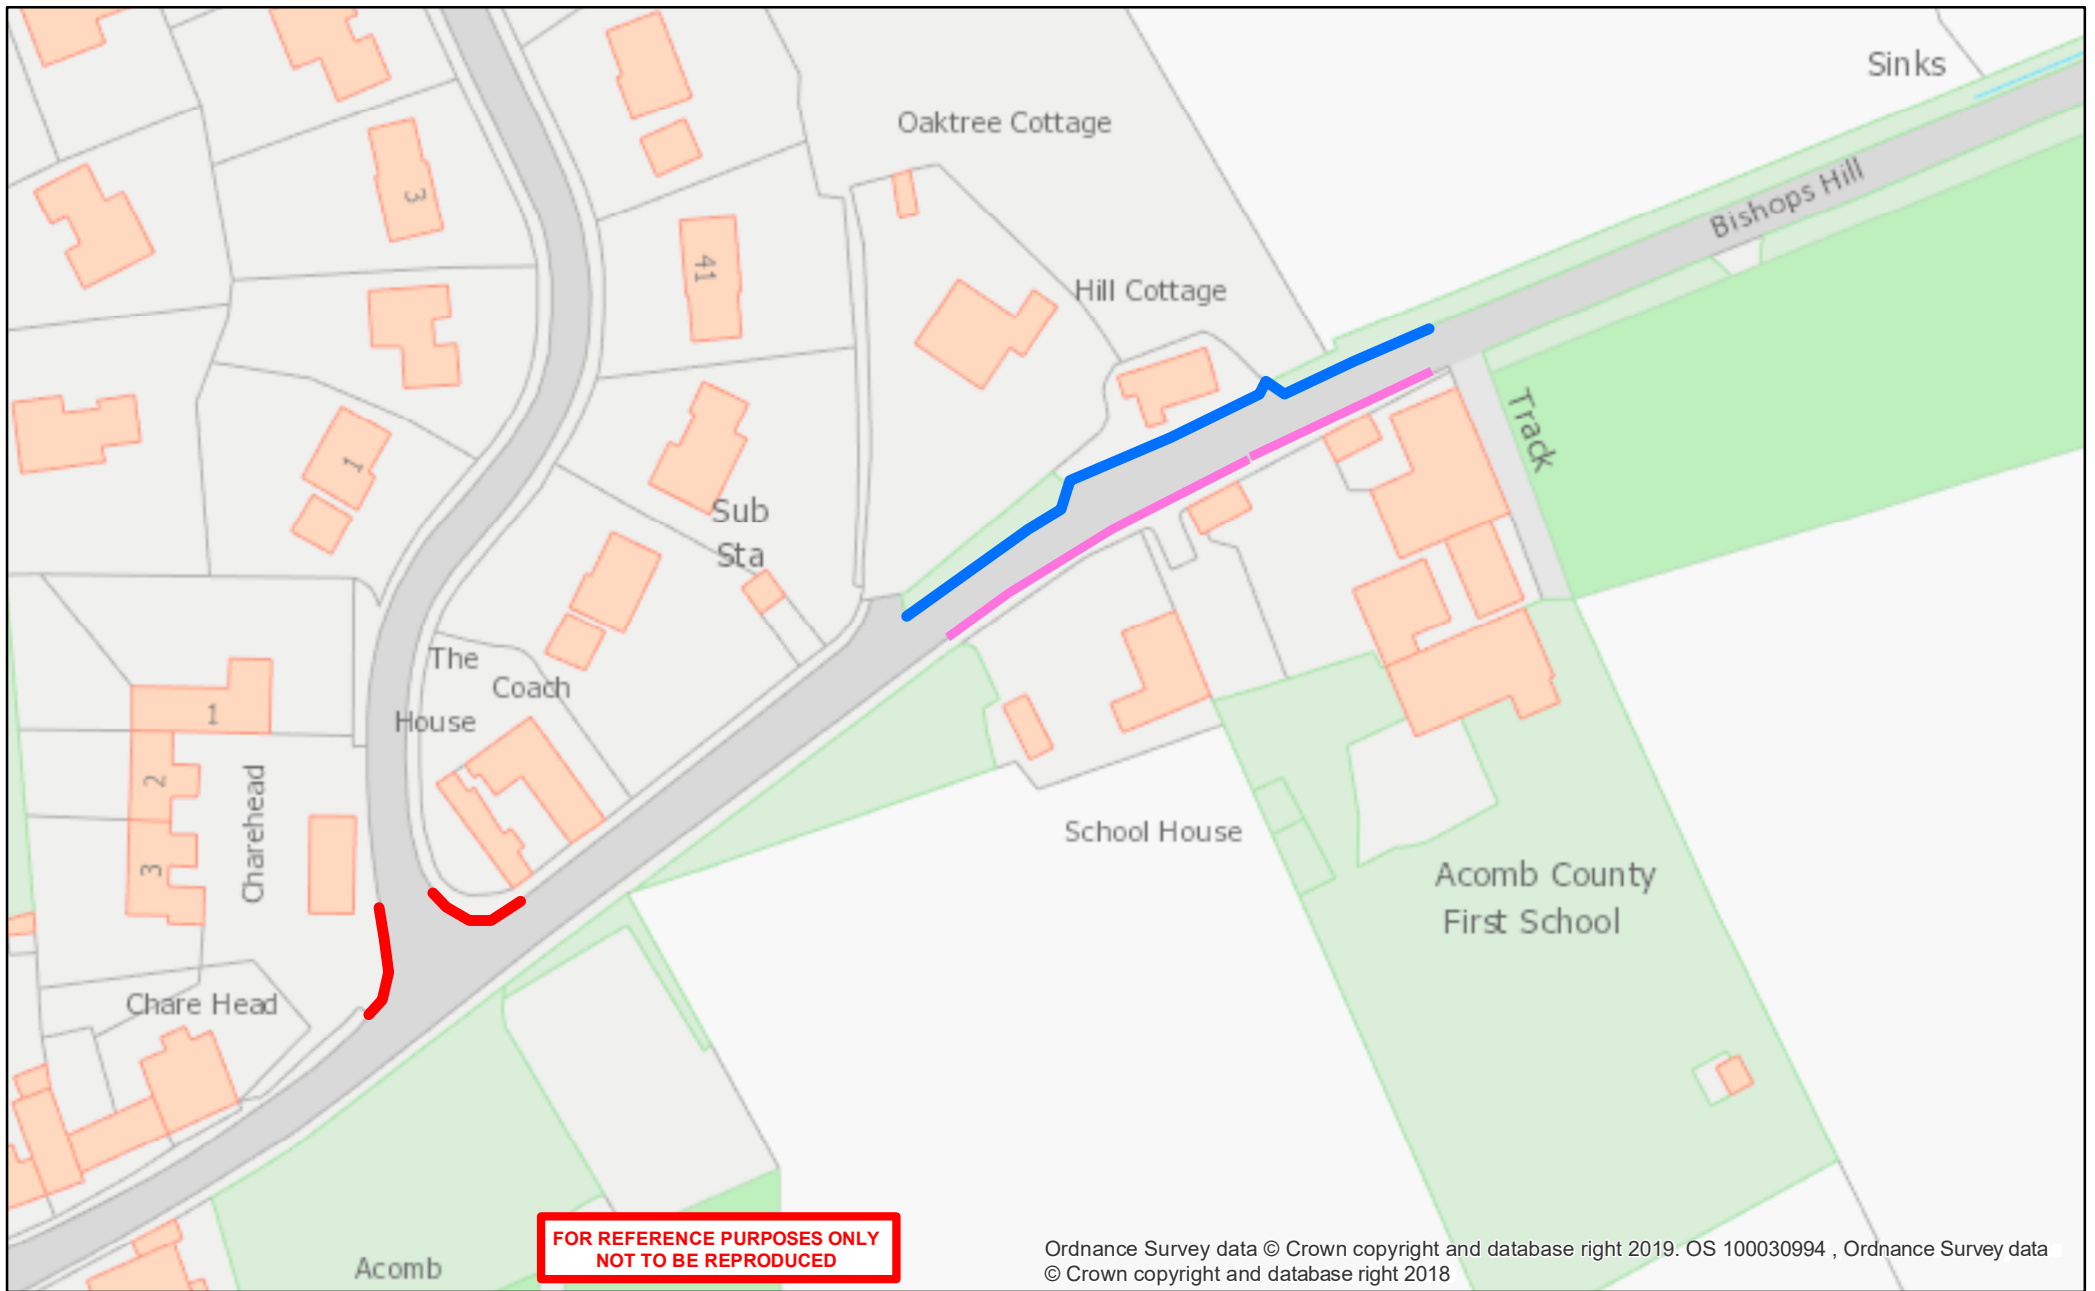 Sinks
Oaktree Cottage
Bishops Hill
3
41
Hill Cottage
Track
1
Sub
Sta
The
Coach
House
1
2
3
Charehead
School House
Acomb County
First School
Chare Head
Acomb
FOR REFERENCE PURPOSES ONLY
NOT TO BE REPRODUCED
Ordnance Survey data © Crown copyright and database right 2019. OS 100030994 , Ordnance Survey data
© Crown copyright and database right 2018